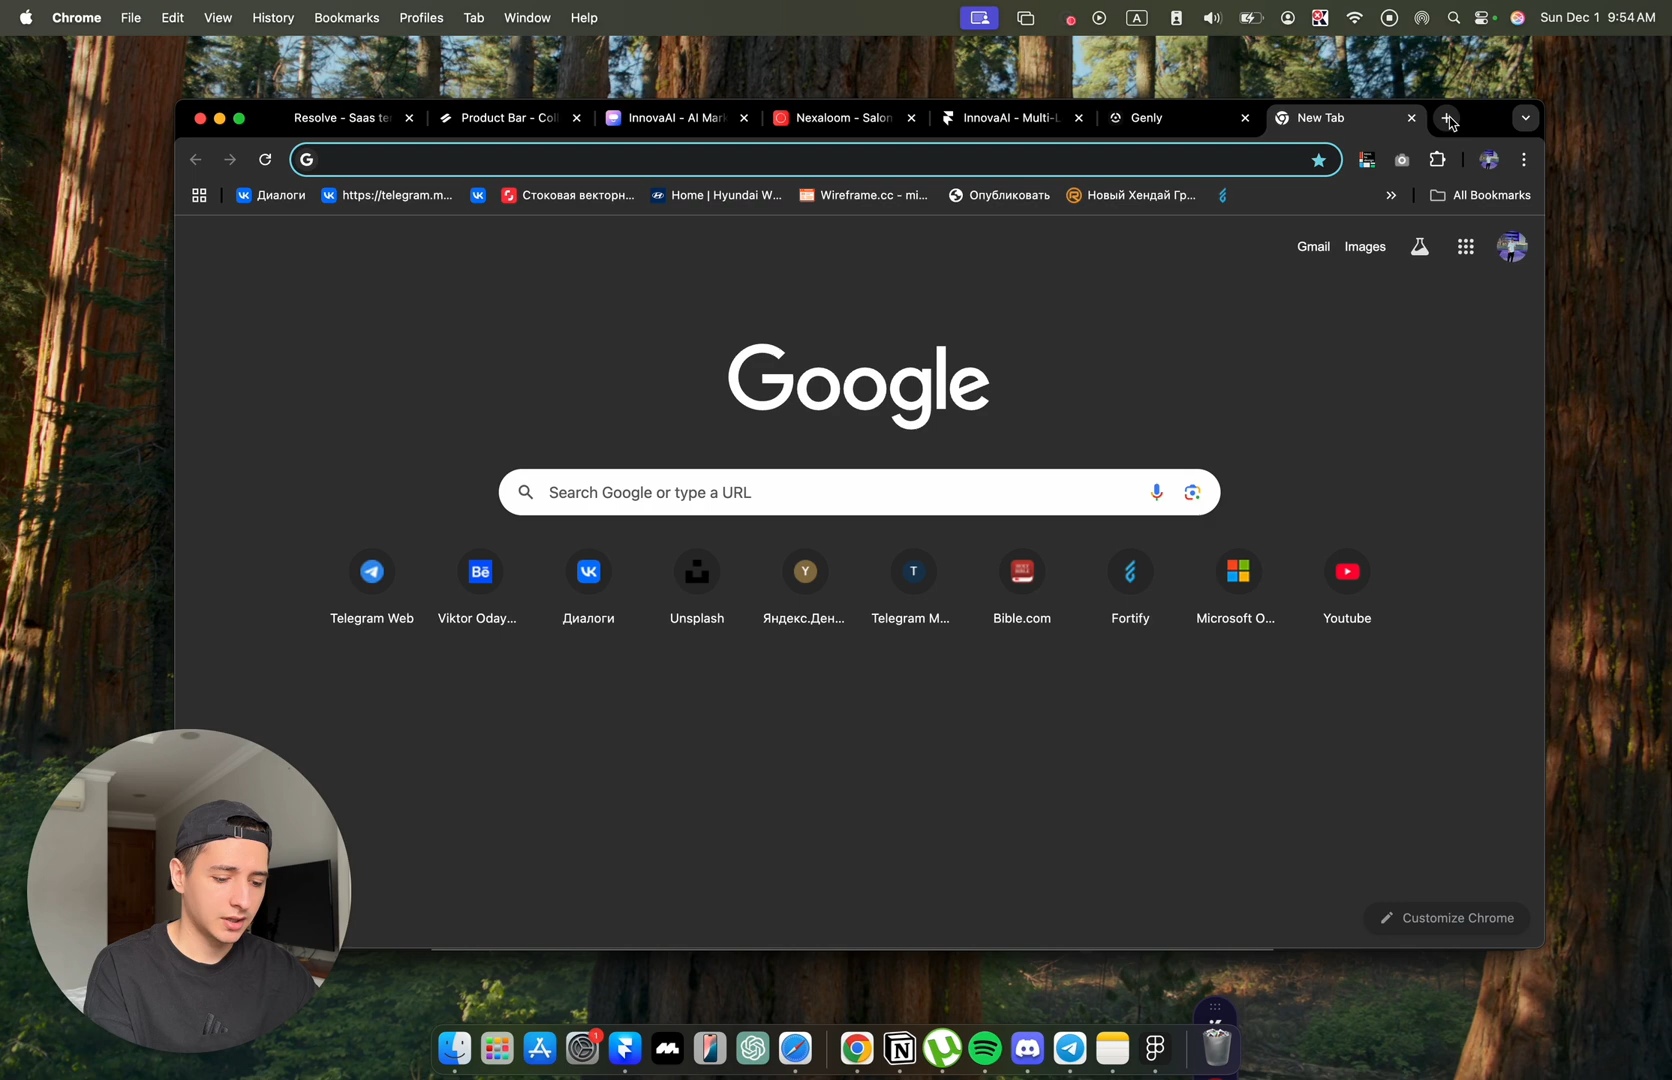 Chrome File Edit View History Bookmarks Profiles Tab Window Help
A
Sun Dec 1 9:54 AM
Resolve - Saas te
Product Bar - Coll
InnovaAI - AI Mark
Nexaloom - Salon
InnovaAI - Multi-L
Genly
New Tab
Диалоги
https://telegram.m...
Стоковая векторн...
Home | Hyundai W...
Wireframe.cc - mi...
Опубликовать
Новый Хендай Гр...
All Bookmarks
Gmail Images
Google
Search Google or type a URL
Telegram Web
Viktor Oday...
Диалоги
Unsplash
Яндекс.Ден...
Telegram M...
Bible.com
Fortify
Microsoft O...
Youtube
Customize Chrome